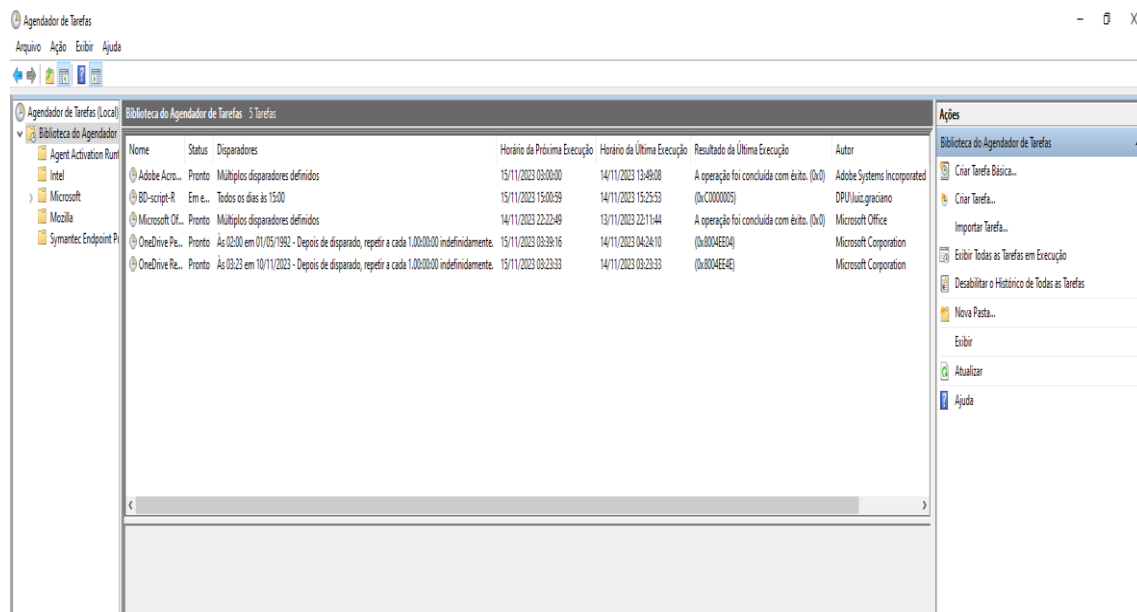 Agendador de Tarefas
Arquivo Ação Exibir Ajuda
Agendador de Tarefas (Local)
Biblioteca do Agendador
Agent Activation Runt
Intel
Microsoft
Mozilla
Symantec Endpoint Pr
Biblioteca do Agendador de Tarefas 5 Tarefas
Nome Status Disparadores Horário da Próxima Execução Horário da Última Execução Resultado da Última Execução Autor
Adobe Acro... Pronto Múltiplos disparadores definidos 15/11/2023 03:00:00 14/11/2023 13:49:08 A operação foi concluída com êxito. (0x0) Adobe Systems Incorporated
BD-script-R Em e... Todos os dias às 15:00 15/11/2023 15:00:59 14/11/2023 15:25:53 (0xC0000005) DPU\luiz.graciano
Microsoft Of... Pronto Múltiplos disparadores definidos 14/11/2023 22:22:49 13/11/2023 22:11:44 A operação foi concluída com êxito. (0x0) Microsoft Office
OneDrive Pe... Pronto Às 02:00 em 01/05/1992 - Depois de disparado, repetir a cada 1.00:00:00 indefinidamente. 15/11/2023 03:39:16 14/11/2023 04:24:10 (0x8004EE04) Microsoft Corporation
OneDrive Re... Pronto Às 03:23 em 10/11/2023 - Depois de disparado, repetir a cada 1.00:00:00 indefinidamente. 15/11/2023 03:23:33 14/11/2023 03:23:33 (0x8004EE4E) Microsoft Corporation
Ações
Biblioteca do Agendador de Tarefas
Criar Tarefa Básica...
Criar Tarefa...
Importar Tarefa...
Exibir Todas as Tarefas em Execução
Desabilitar o Histórico de Todas as Tarefas
Nova Pasta...
Exibir
Atualizar
Ajuda